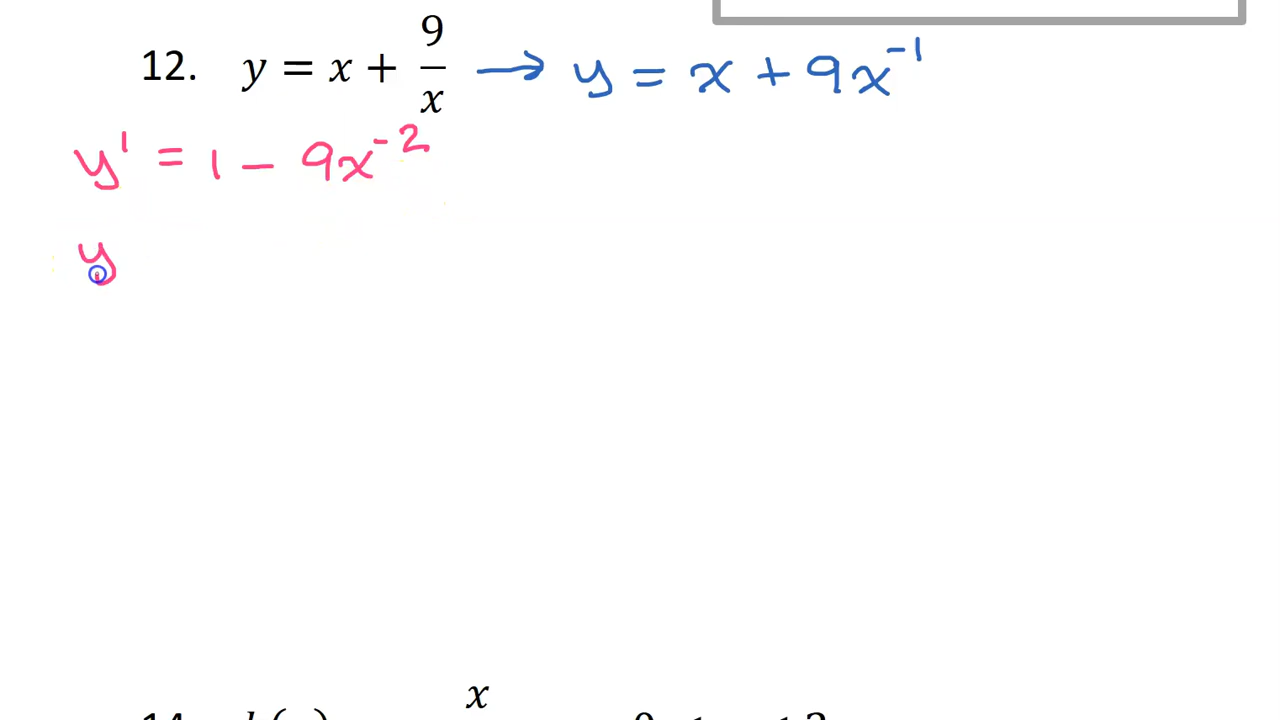 12. y = x + 9/x → y = x + 9x⁻¹
y' = 1 − 9x⁻²
y
x